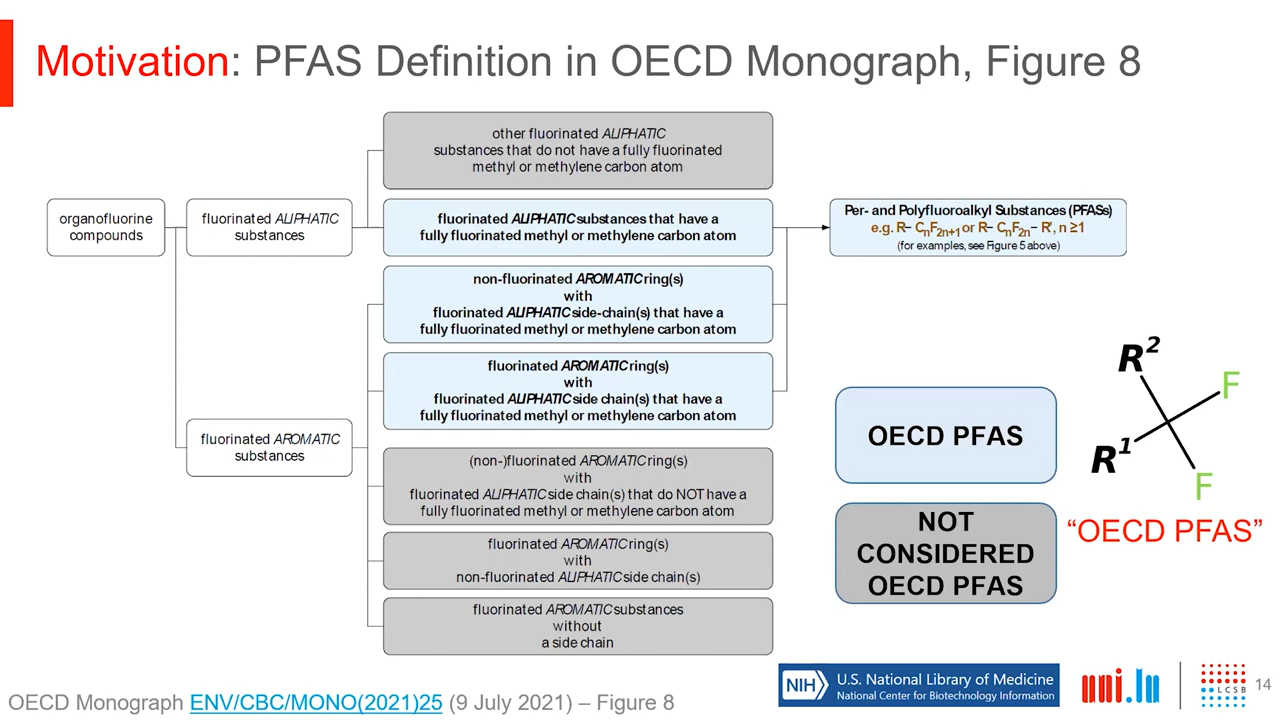 Motivation: PFAS Definition in OECD Monograph, Figure 8
other fluorinated ALIPHATIC
substances that do not have a fully fluorinated
methyl or methylene carbon atom
organofluorine
compounds
fluorinated ALIPHATIC
substances
fluorinated ALIPHATIC substances that have a
fully fluorinated methyl or methylene carbon atom
Per- and Polyfluoroalkyl Substances (PFASs)
e.g. R– CnF2n+1 or R– CnF2n– R', n ≥1
(for examples, see Figure 5 above)
non-fluorinated AROMATIC ring(s)
with
fluorinated ALIPHATIC side-chain(s) that have a
fully fluorinated methyl or methylene carbon atom
fluorinated AROMATIC ring(s)
with
fluorinated ALIPHATIC side chain(s) that have a
fully fluorinated methyl or methylene carbon atom
fluorinated AROMATIC
substances
(non-)fluorinated AROMATIC ring(s)
with
fluorinated ALIPHATIC side chain(s) that do NOT have a
fully fluorinated methyl or methylene carbon atom
fluorinated AROMATIC ring(s)
with
non-fluorinated ALIPHATIC side chain(s)
fluorinated AROMATIC substances
without
a side chain
OECD PFAS
NOT
CONSIDERED
OECD PFAS
R2
F
R1
F
“OECD PFAS”
OECD Monograph ENV/CBC/MONO(2021)25 (9 July 2021) – Figure 8
NIH
U.S. National Library of Medicine
National Center for Biotechnology Information
uni.lu
LCSB
14